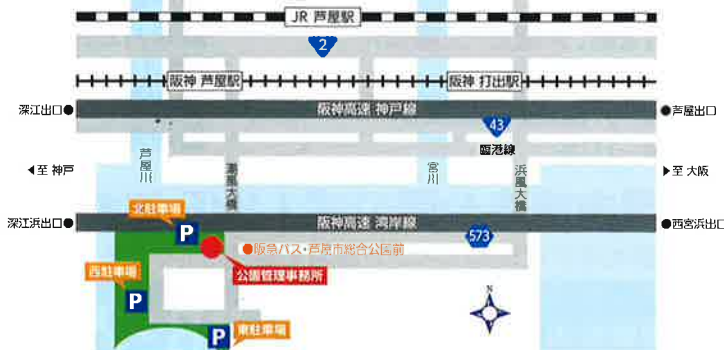 JR 芦屋駅
2
阪神 芦屋駅
阪神 打出駅
深江出口●
阪神高速 神戸線
●芦屋出口
43
臨港線
芦屋川
潮風大橋
宮川
浜風大橋
◀至 神戸
▶至 大阪
北駐車場
深江浜出口●
阪神高速 湾岸線
●西宮浜出口
P
573
●阪急バス・芦屋市総合公園前
公園管理事務所
西駐車場
P
N
P
東駐車場